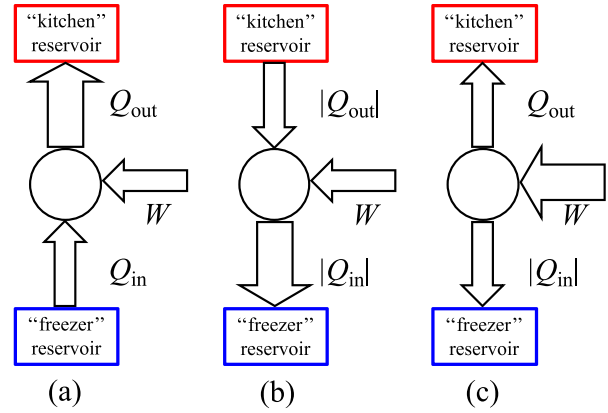 “kitchen”
reservoir
“kitchen”
reservoir
“kitchen”
reservoir
Qout
|Qout|
Qout
W
W
W
Qin
|Qin|
|Qin|
“freezer”
reservoir
“freezer”
reservoir
“freezer”
reservoir
(a)
(b)
(c)